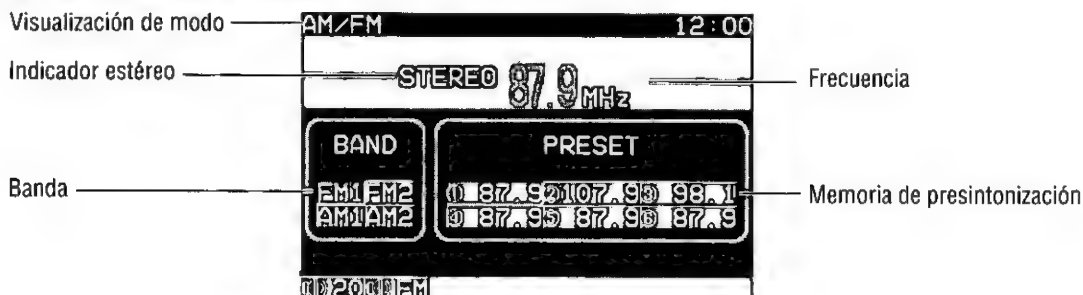 Visualización de modo
AM/FM 12:00
Indicador estéreo
STEREO 87.9 MHz
Frecuencia
BAND PRESET
Banda
FM1 FM2
AM1 AM2
① 87.9 ② 107.9 ③ 98.1
④ 87.9 ⑤ 87.9 ⑥ 87.9
Memoria de presintonización